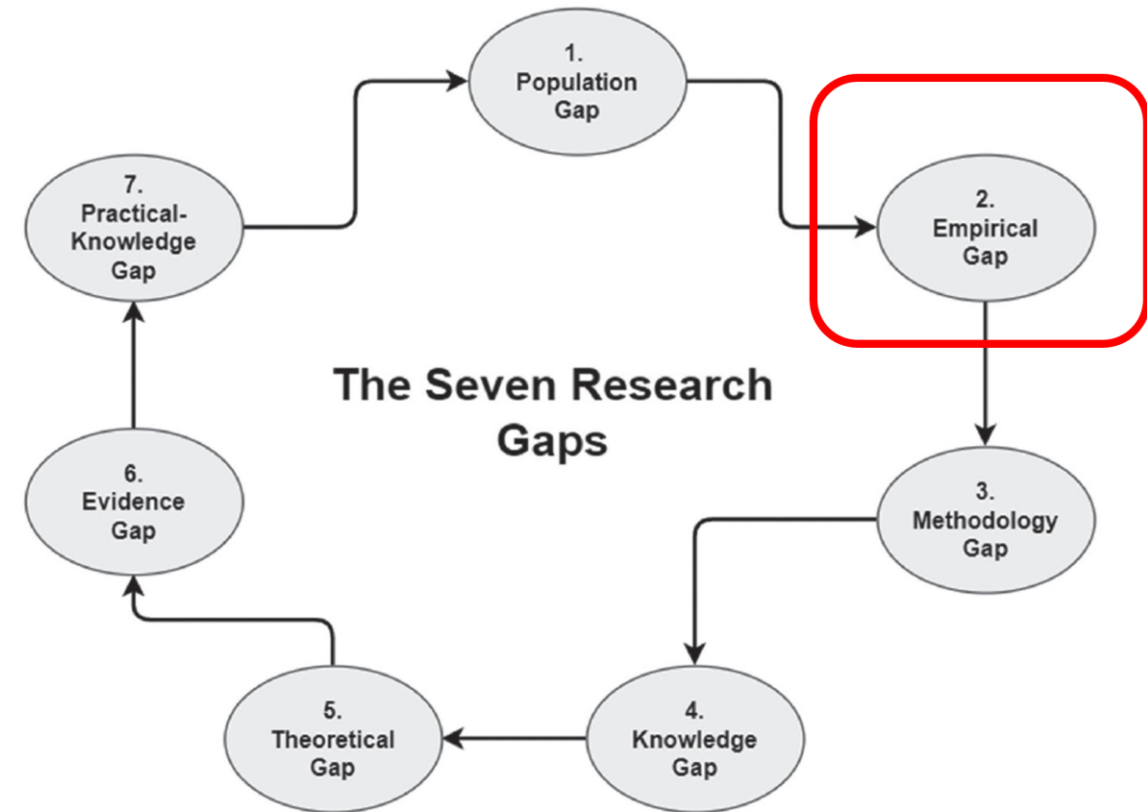 1.
Population
Gap
2.
Empirical
Gap
3.
Methodology
Gap
4.
Knowledge
Gap
5.
Theoretical
Gap
6.
Evidence
Gap
7.
Practical-
Knowledge
Gap
The Seven Research
Gaps